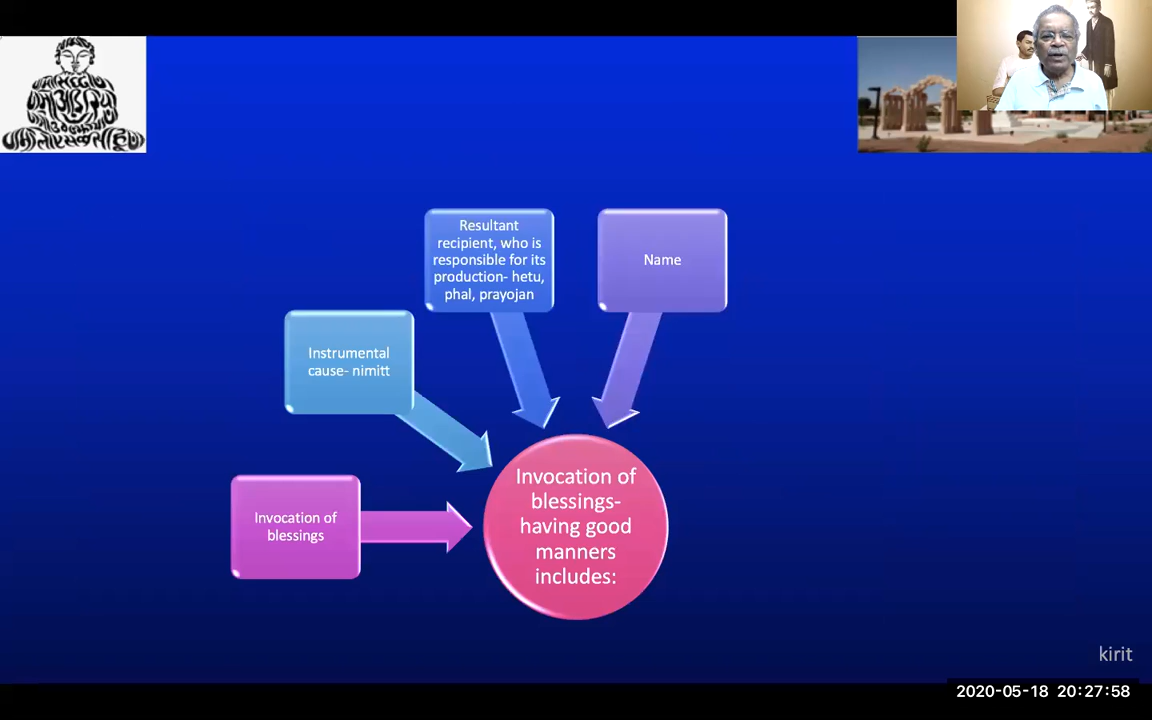 Resultant
recipient, who is
responsible for its
production- hetu,
phal, prayojan
Name
Instrumental
cause- nimitt
Invocation of
blessings
Invocation of
blessings-
having good
manners
includes:
kirit
2020-05-18 20:27:58